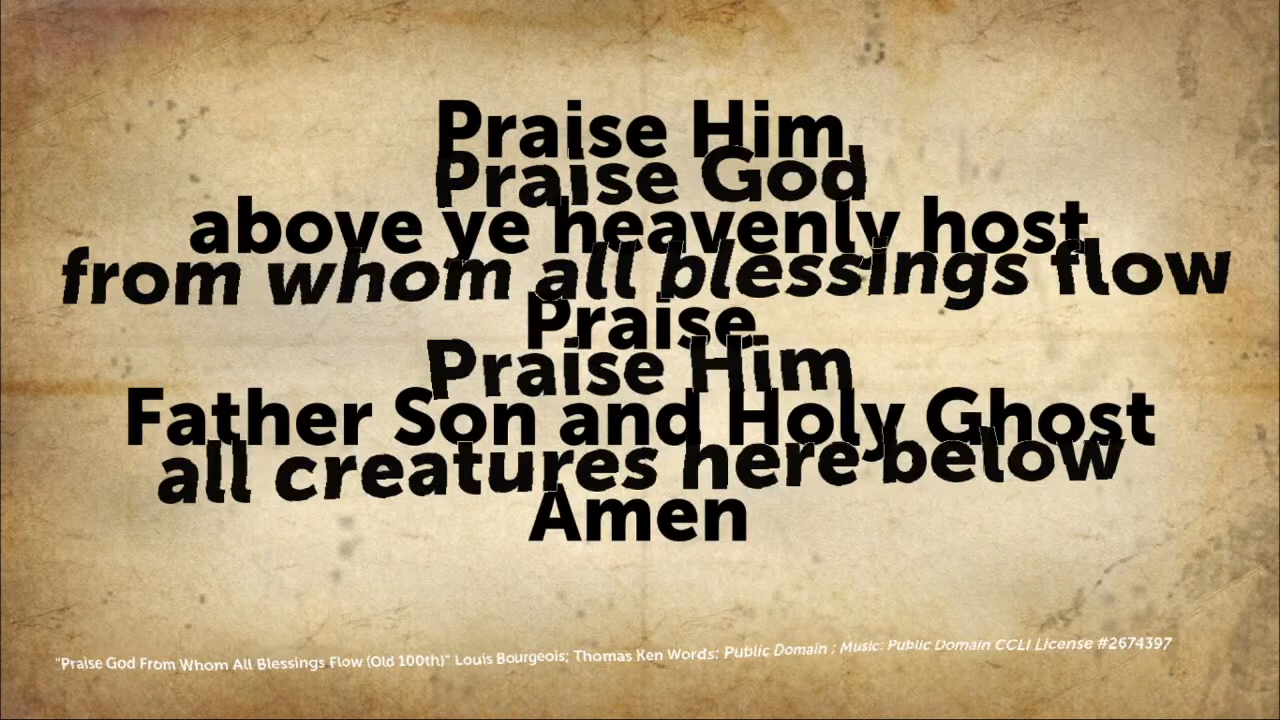 Praise Him
Praise God
above ye heavenly host
from whom all blessings flow
Praise
Praise Him
Father Son and Holy Ghost
all creatures here below
Amen
"Praise God From Whom All Blessings Flow (Old 100th)" Louis Bourgeois; Thomas Ken Words: Public Domain ; Music: Public Domain CCLI License #2674397